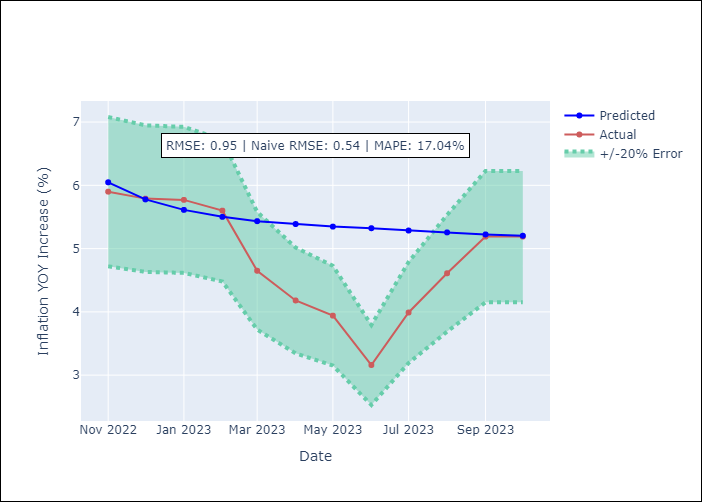 RMSE: 0.95 | Naive RMSE: 0.54 | MAPE: 17.04%
Predicted
Actual
+/-20% Error
Inflation YOY Increase (%)
7
6
5
4
3
Nov 2022 Jan 2023 Mar 2023 May 2023 Jul 2023 Sep 2023
Date